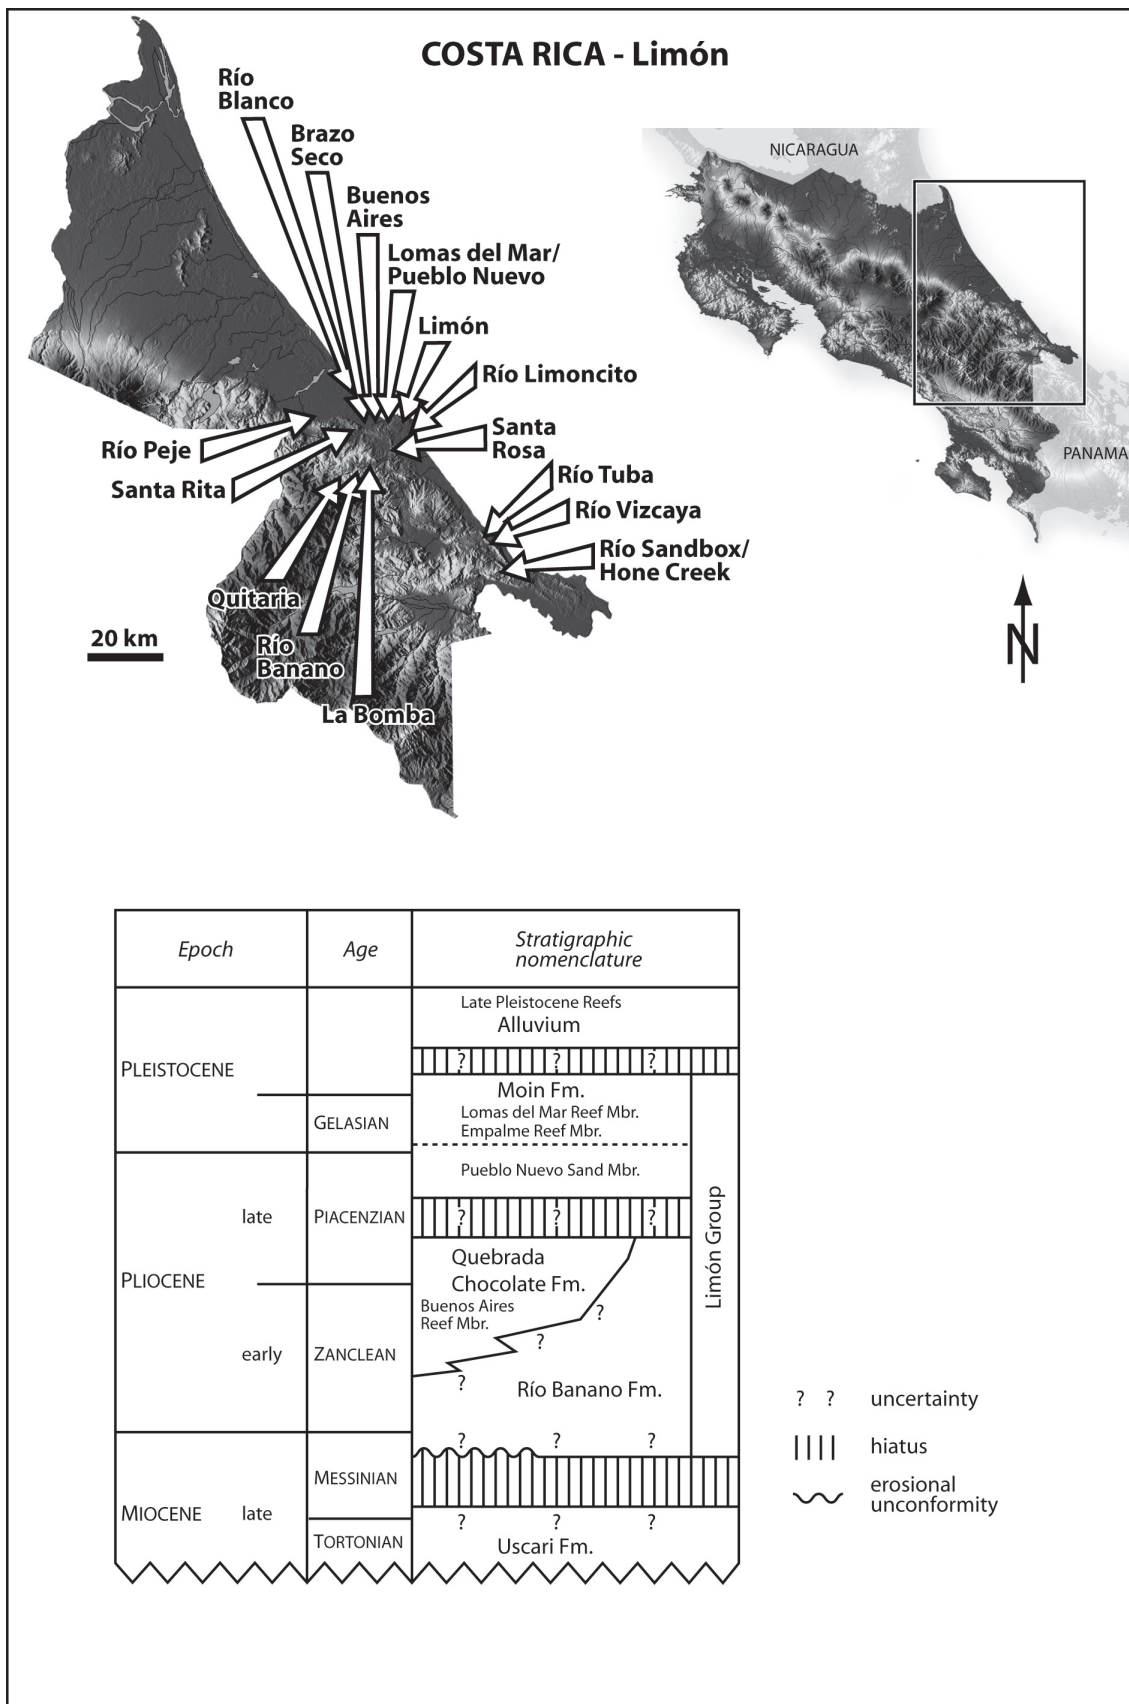 COSTA RICA - Limón
Río
Blanco
Brazo
Seco
Buenos
Aires
Lomas del Mar/
Pueblo Nuevo
Limón
Río Limoncito
Santa
Rosa
Río Tuba
Río Vizcaya
Río Sandbox/
Hone Creek
Río Peje
Santa Rita
Quitaria
Río
Banano
La Bomba
20 km
NICARAGUA
PANAMA
N
Epoch
Age
Stratigraphic
nomenclature
PLEISTOCENE
GELASIAN
Late Pleistocene Reefs
Alluvium
? ? ?
Moin Fm.
Lomas del Mar Reef Mbr.
Empalme Reef Mbr.
Pueblo Nuevo Sand Mbr.
PLIOCENE
late
PIACENZIAN
? ? ?
Quebrada
Chocolate Fm.
Buenos Aires
Reef Mbr.
early
ZANCLEAN
?
?
?
Río Banano Fm.
Limón Group
? ? ?
MIOCENE
late
MESSINIAN
TORTONIAN
? ? ?
Uscari Fm.
? ? uncertainty
hiatus
erosional
unconformity